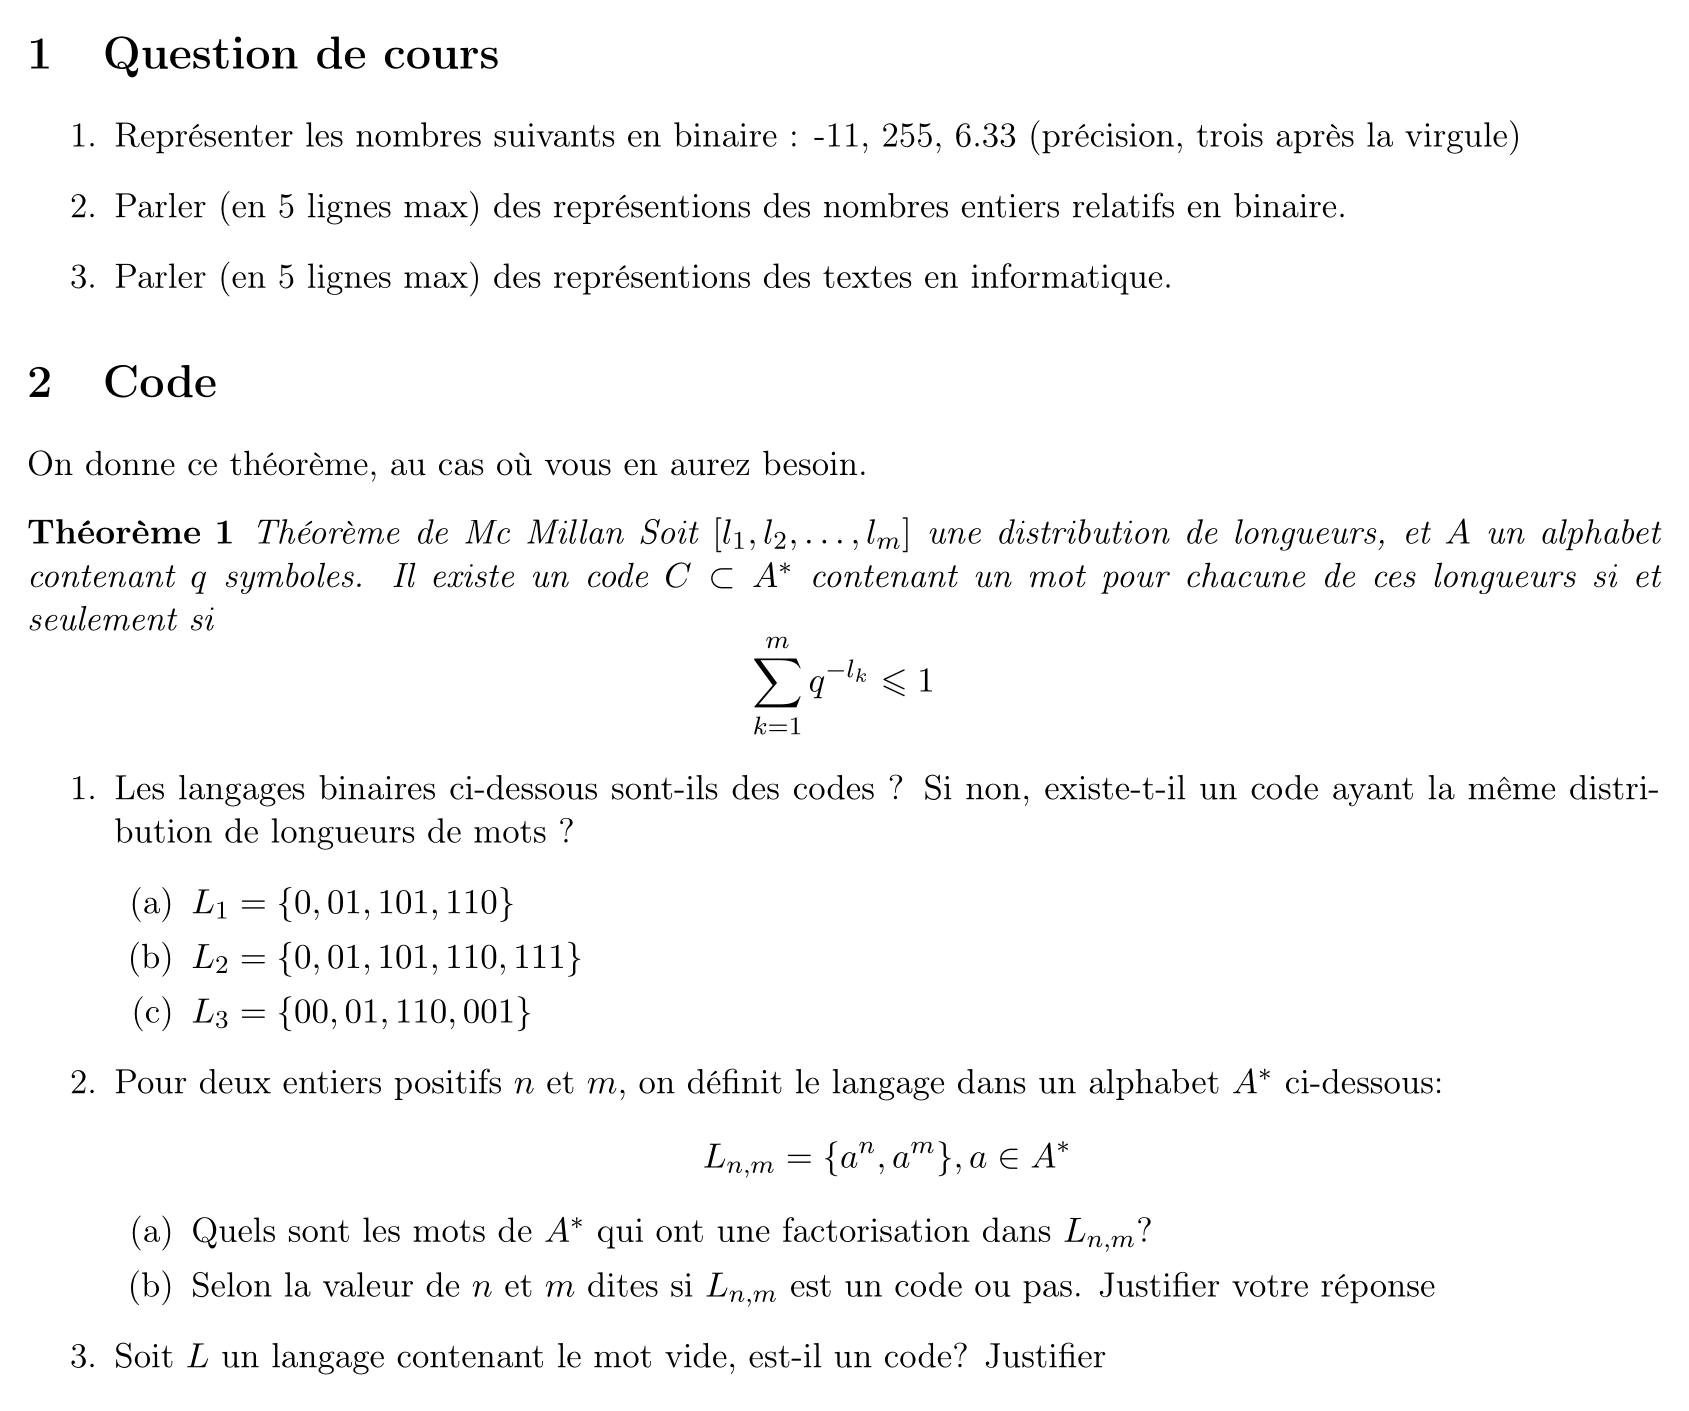 1 Question de cours
1. Représenter les nombres suivants en binaire : -11, 255, 6.33 (précision, trois après la virgule)
2. Parler (en 5 lignes max) des représentions des nombres entiers relatifs en binaire.
3. Parler (en 5 lignes max) des représentions des textes en informatique.
2 Code
On donne ce théorème, au cas où vous en aurez besoin.
Théorème 1 Théorème de Mc Millan Soit $[l_1, l_2, \ldots, l_m]$ une distribution de longueurs, et $A$ un alphabet
contenant $q$ symboles. Il existe un code $C \subset A^*$ contenant un mot pour chacune de ces longueurs si et
seulement si
$\sum_{k=1}^{m} q^{-l_k} \leqslant 1$
1. Les langages binaires ci-dessous sont-ils des codes ? Si non, existe-t-il un code ayant la même distri-
bution de longueurs de mots ?
(a) $L_1 = \{0, 01, 101, 110\}$
(b) $L_2 = \{0, 01, 101, 110, 111\}$
(c) $L_3 = \{00, 01, 110, 001\}$
2. Pour deux entiers positifs $n$ et $m$, on définit le langage dans un alphabet $A^*$ ci-dessous:
$L_{n,m} = \{a^n, a^m\}, a \in A^*$
(a) Quels sont les mots de $A^*$ qui ont une factorisation dans $L_{n,m}$?
(b) Selon la valeur de $n$ et $m$ dites si $L_{n,m}$ est un code ou pas. Justifier votre réponse
3. Soit $L$ un langage contenant le mot vide, est-il un code? Justifier